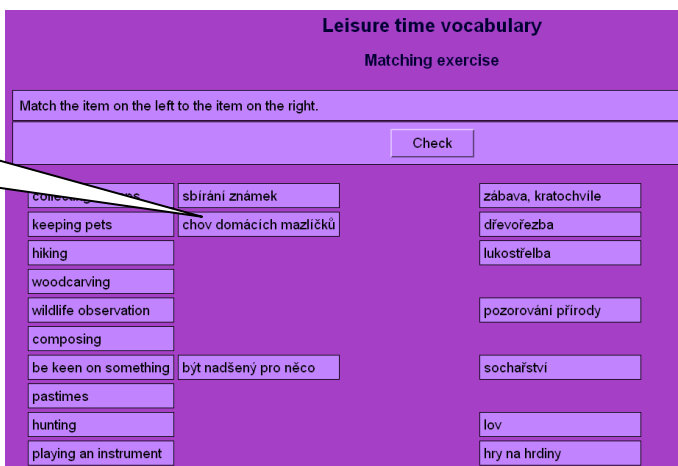 Leisure time vocabulary
Matching exercise
Match the item on the left to the item on the right.
Check
sbírání známek zábava, kratochvíle
keeping pets chov domácích mazlíčků dřevořezba
hiking lukostřelba
woodcarving
wildlife observation pozorování přírody
composing
be keen on something být nadšený pro něco sochařství
pastimes
hunting lov
playing an instrument hry na hrdiny